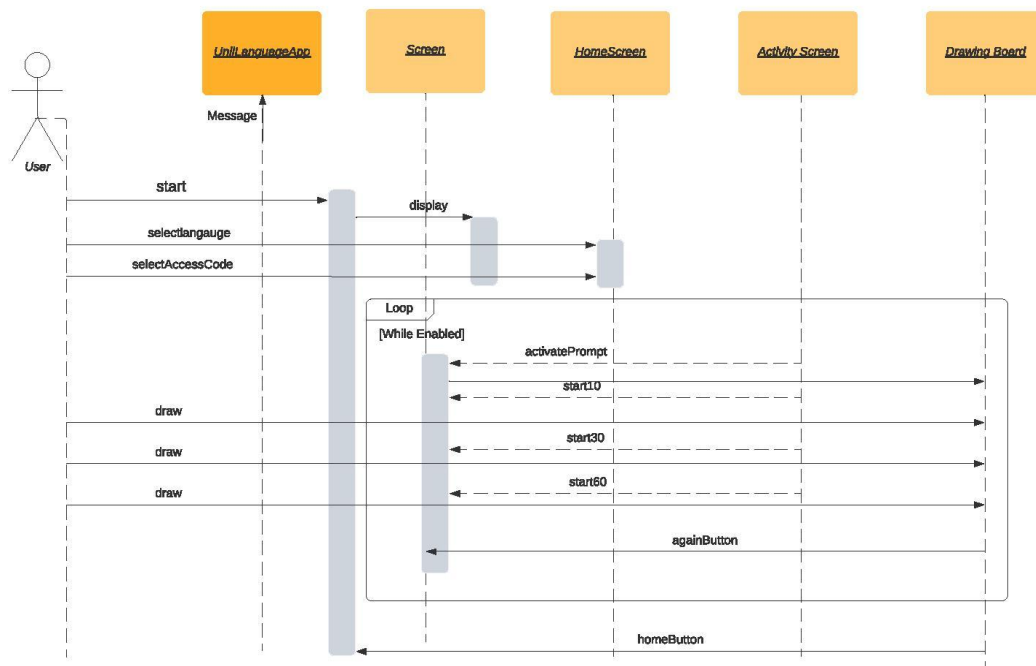 UniiLanguageApp
Screen
HomeScreen
Activity Screen
Drawing Board
Message
User
start
display
selectlangauge
selectAccessCode
Loop
[While Enabled]
activatePrompt
start10
draw
start30
draw
start60
draw
againButton
homeButton